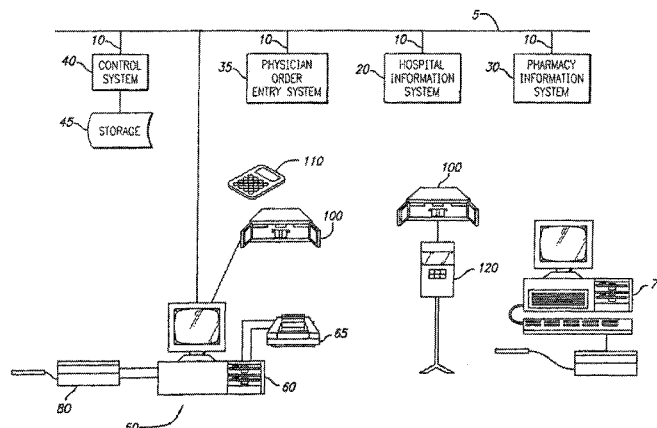 5
10
10
10
10
40
CONTROL
SYSTEM
35
PHYSICIAN
ORDER
ENTRY SYSTEM
20
HOSPITAL
INFORMATION
SYSTEM
30
PHARMACY
INFORMATION
SYSTEM
45
STORAGE
110
100
100
120
7
65
60
80